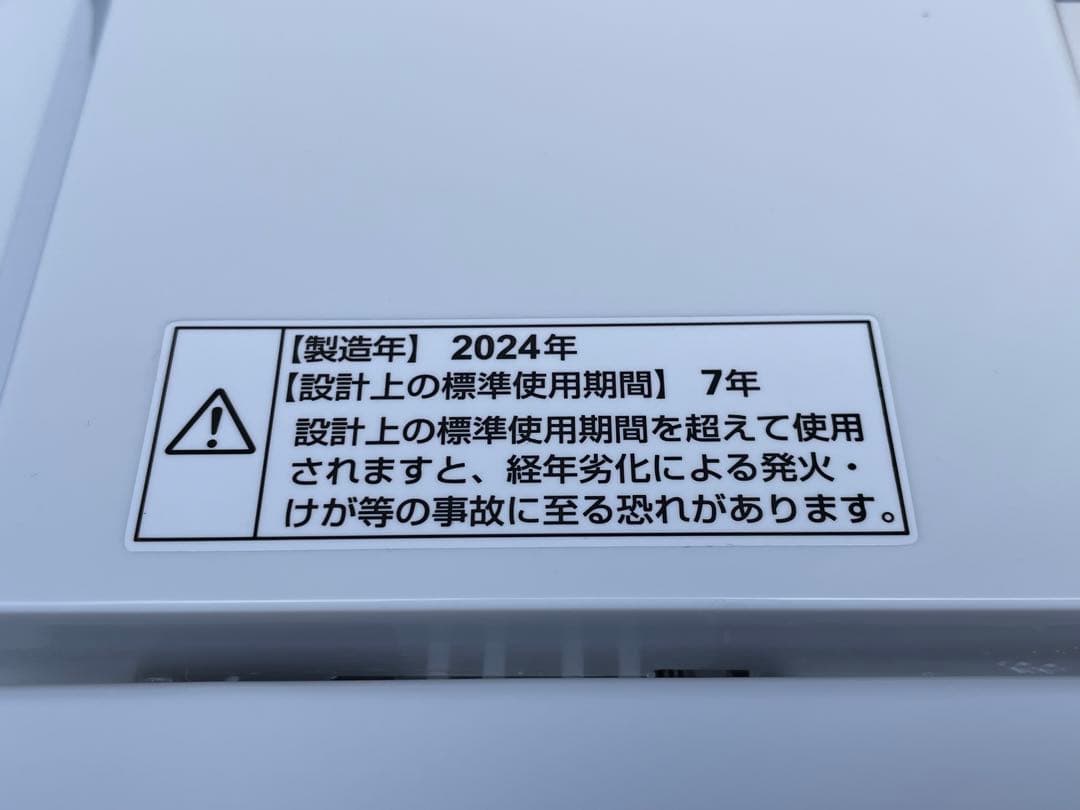 【製造年】 2024年
【設計上の標準使用期間】 7年
設計上の標準使用期間を超えて使用
されますと、経年劣化による発火・
けが等の事故に至る恐れがあります。